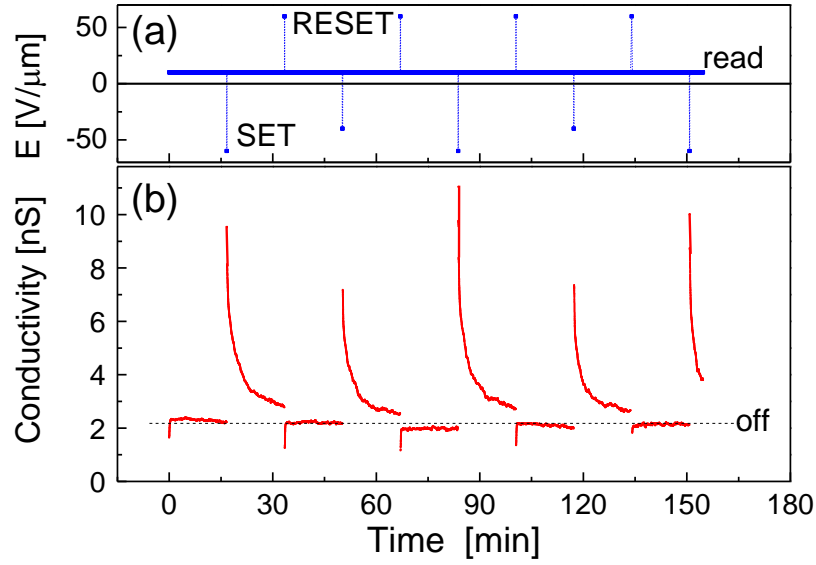 (a)
RESET
read
SET
E [V/μm]
50
0
-50
(b)
off
Conductivity [nS]
10
8
6
4
2
0
0 30 60 90 120 150 180
Time [min]